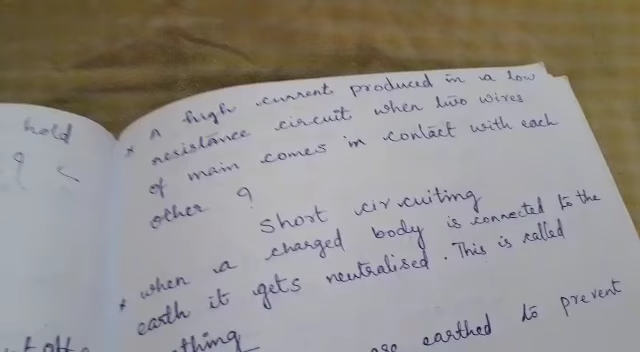 hold
* A high current produced in a low
resistance circuit when two wires
of main comes in contact with each
other ?
Short circuiting
* when a charged body is connected to the
earth it gets neutralised. This is called
earthed to prevent